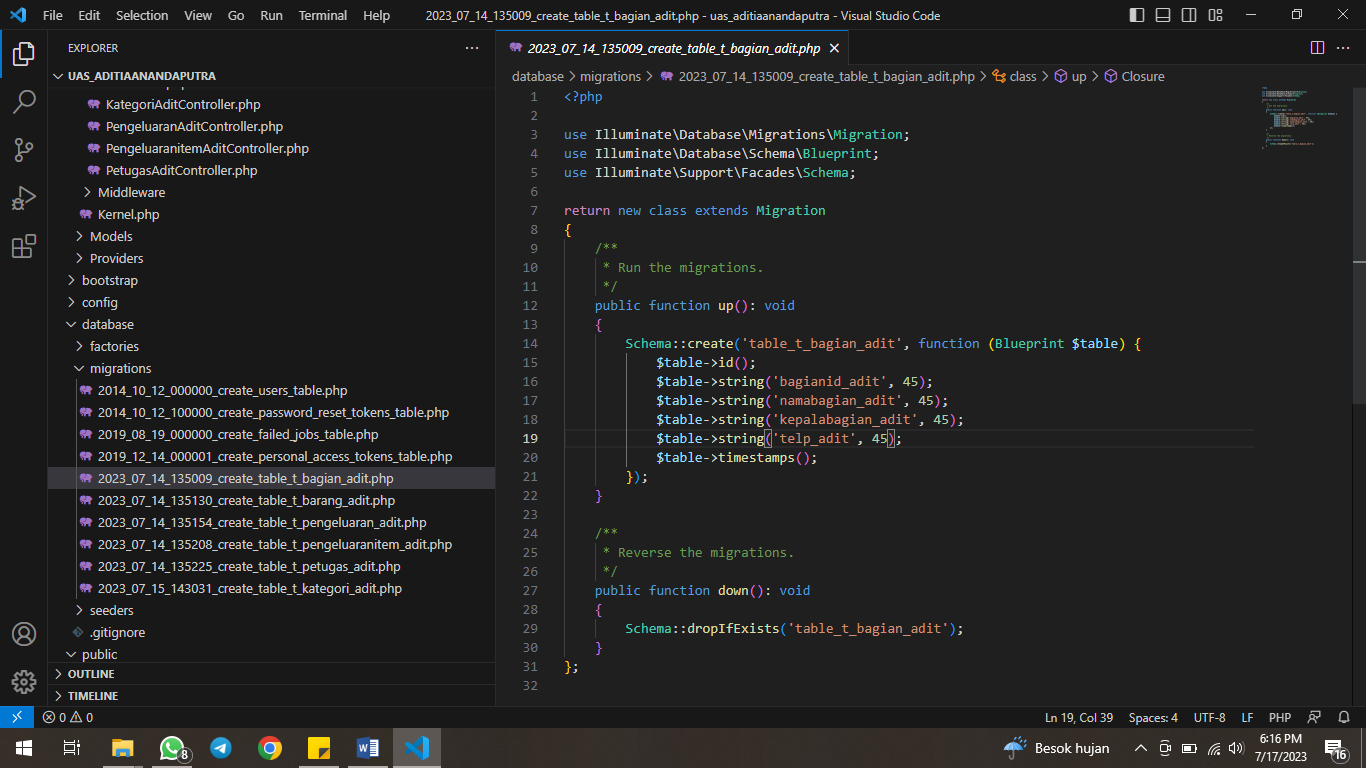 File Edit Selection View Go Run Terminal Help
2023_07_14_135009_create_table_t_bagian_adit.php - uas_aditiaanandaputra - Visual Studio Code
EXPLORER
UAS_ADITIAANANDAPUTRA
KategoriAditController.php
PengeluaranAditController.php
PengeluaranitemAditController.php
PetugasAditController.php
Middleware
Kernel.php
Models
Providers
bootstrap
config
database
factories
migrations
2014_10_12_000000_create_users_table.php
2014_10_12_100000_create_password_reset_tokens_table.php
2019_08_19_000000_create_failed_jobs_table.php
2019_12_14_000001_create_personal_access_tokens_table.php
2023_07_14_135009_create_table_t_bagian_adit.php
2023_07_14_135130_create_table_t_barang_adit.php
2023_07_14_135154_create_table_t_pengeluaran_adit.php
2023_07_14_135208_create_table_t_pengeluaranitem_adit.php
2023_07_14_135225_create_table_t_petugas_adit.php
2023_07_15_143031_create_table_t_kategori_adit.php
seeders
.gitignore
public
OUTLINE
TIMELINE
2023_07_14_135009_create_table_t_bagian_adit.php
database > migrations > 2023_07_14_135009_create_table_t_bagian_adit.php > class > up > Closure
1 <?php
2
3 use Illuminate\Database\Migrations\Migration;
4 use Illuminate\Database\Schema\Blueprint;
5 use Illuminate\Support\Facades\Schema;
6
7 return new class extends Migration
8 {
9 /**
10 * Run the migrations.
11 */
12 public function up(): void
13 {
14 Schema::create('table_t_bagian_adit', function (Blueprint $table) {
15 $table->id();
16 $table->string('bagianid_adit', 45);
17 $table->string('namabagian_adit', 45);
18 $table->string('kepalabagian_adit', 45);
19 $table->string('telp_adit', 45);
20 $table->timestamps();
21 });
22 }
23
24 /**
25 * Reverse the migrations.
26 */
27 public function down(): void
28 {
29 Schema::dropIfExists('table_t_bagian_adit');
30 }
31 };
32
0 0
Ln 19, Col 39 Spaces: 4 UTF-8 LF PHP
8
Besok hujan
6:16 PM
7/17/2023
16